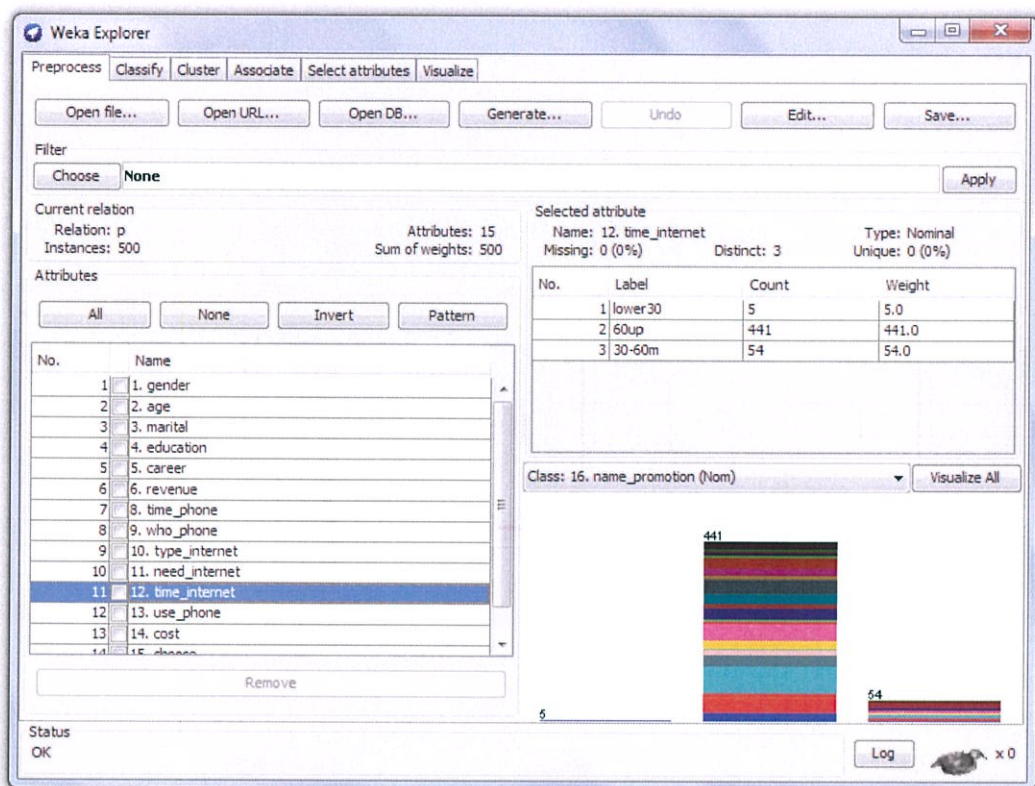 Weka Explorer
Preprocess Classify Cluster Associate Select attributes Visualize
Open file... Open URL... Open DB... Generate... Undo Edit... Save...
Filter
Choose None Apply
Current relation
Relation: p Attributes: 15
Instances: 500 Sum of weights: 500
Attributes
All None Invert Pattern
No. Name
1 1. gender
2 2. age
3 3. marital
4 4. education
5 5. career
6 6. revenue
7 8. time_phone
8 9. who_phone
9 10. type_internet
10 11. need_internet
11 12. time_internet
12 13. use_phone
13 14. cost
14 15. choose
Remove
Selected attribute
Name: 12. time_internet Type: Nominal
Missing: 0 (0%) Distinct: 3 Unique: 0 (0%)
No. Label Count Weight
1 lower30 5 5.0
2 60up 441 441.0
3 30-60m 54 54.0
Class: 16. name_promotion (Nom) Visualize All
441
54
5
Status
OK
Log x 0